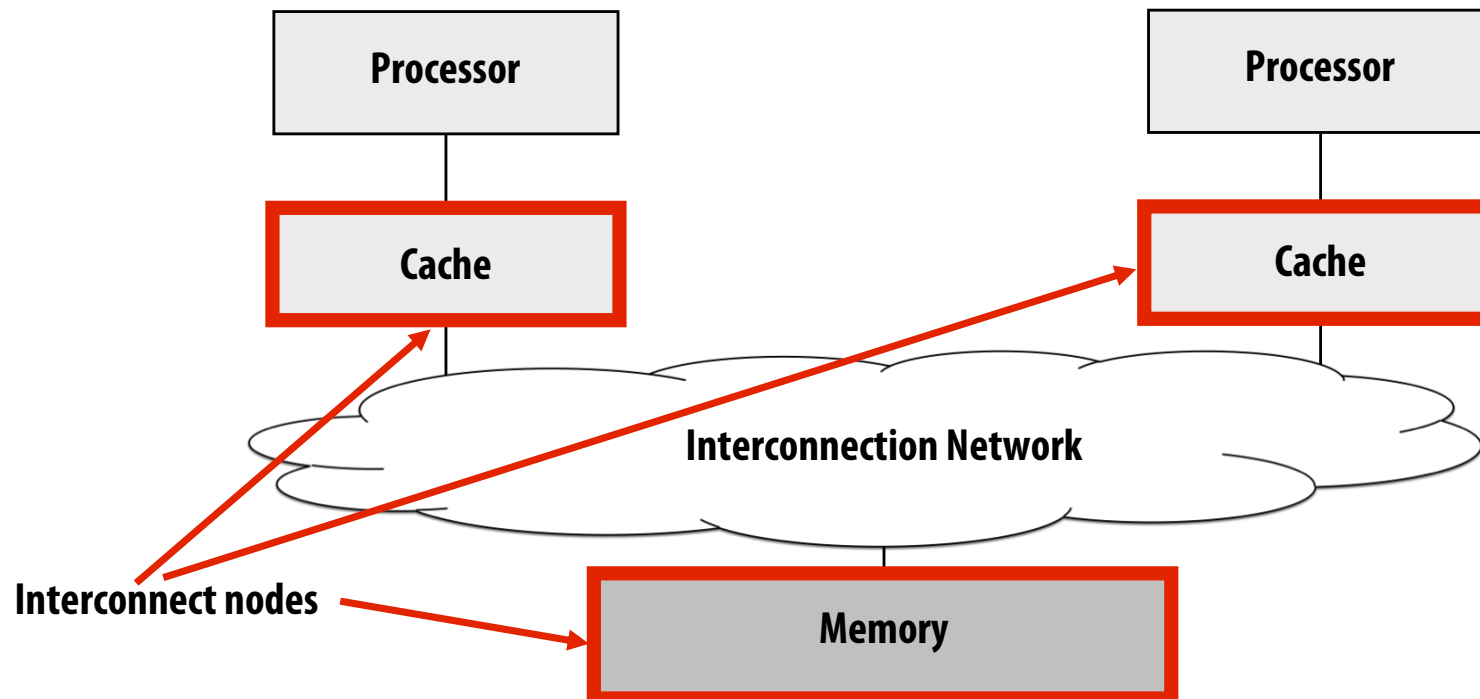 Processor
Processor
Cache
Cache
Interconnection Network
Interconnect nodes
Memory